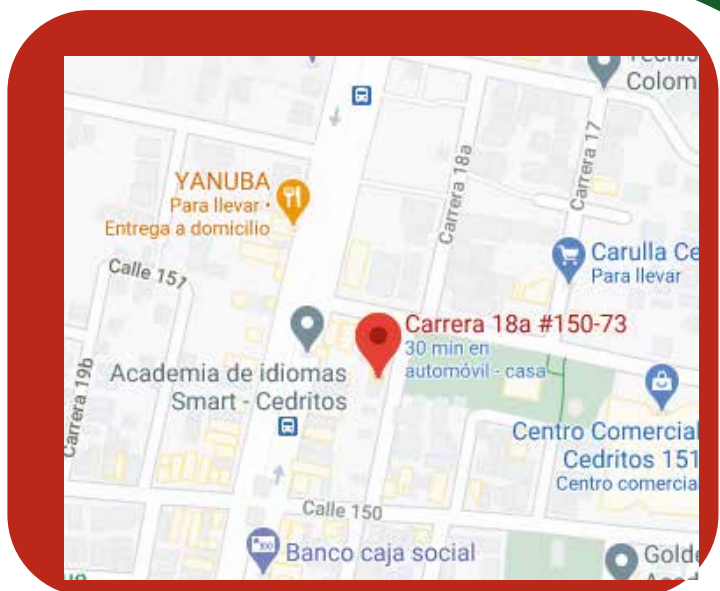 Colom
YANUBA
Para llevar •
Entrega a domicilio
Carrera 18a
Carrera 17
Carulla Ce
Para llevar
Calle 151
Carrera 18a #150-73
30 min en
automóvil - casa
Academia de idiomas
Smart - Cedritos
Carrera 19b
Centro Comercial
Cedritos 151
Centro comercia
Calle 150
Banco caja social
Golde